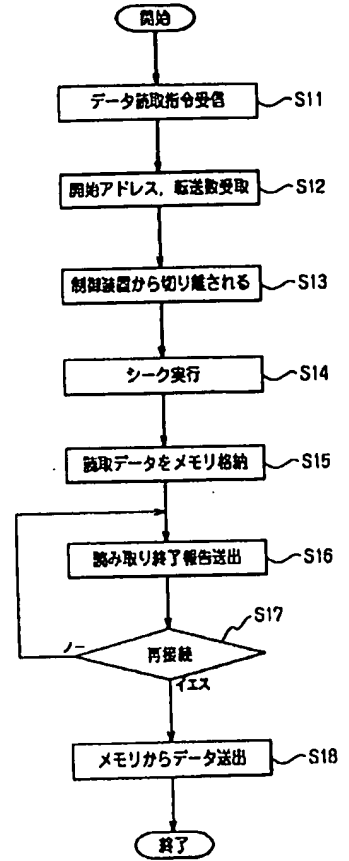 開始
データ読取指令受信
S11
開始アドレス,転送数受取
S12
制御装置から切り離される
S13
シーク実行
S14
読取データをメモリ格納
S15
読み取り終了報告送出
S16
S17
ノー
再接続
イエス
メモリからデータ送出
S18
終了